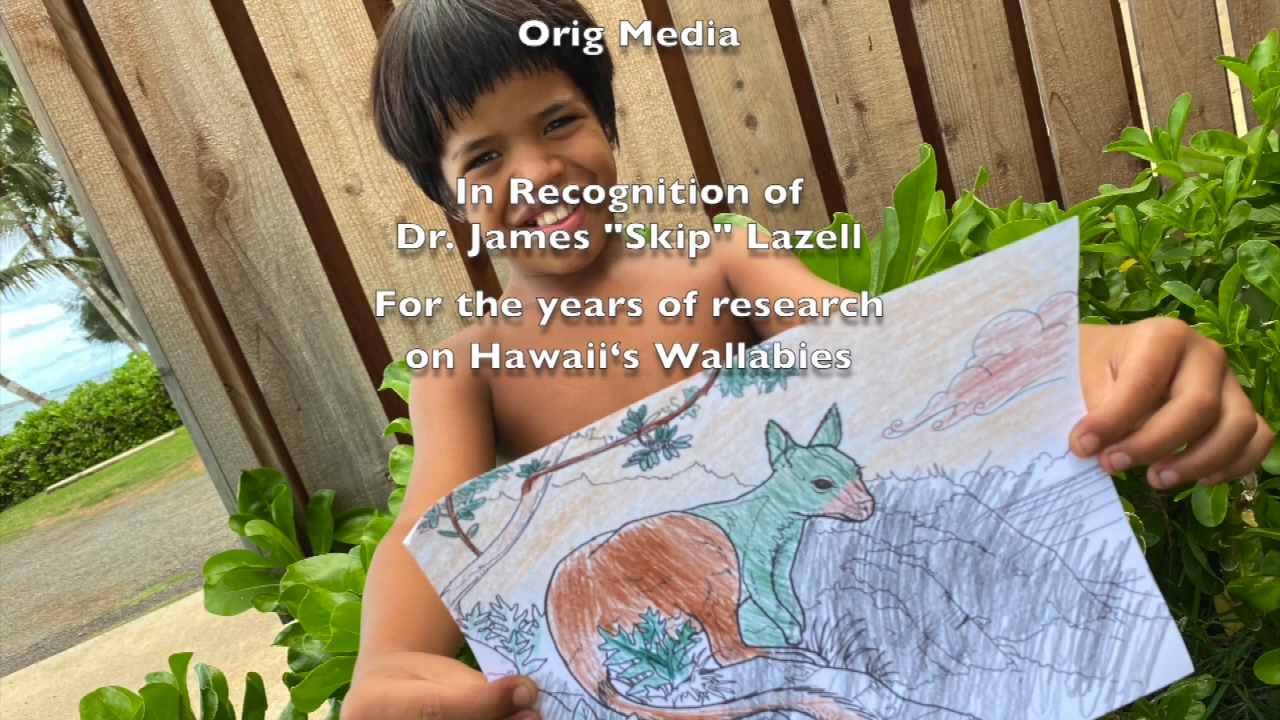 Orig Media
In Recognition of
Dr. James "Skip" Lazell
For the years of research
on Hawaii‘s Wallabies